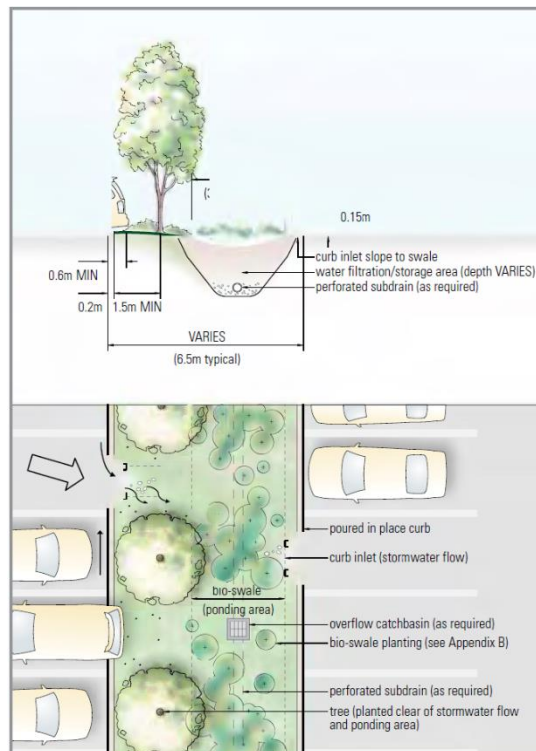 (3
0.15m
curb inlet slope to swale
0.6m MIN
water filtration/storage area (depth VARIES)
perforated subdrain (as required)
0.2m
1.5m MIN
VARIES
(6.5m typical)
poured in place curb
curb inlet (stormwater flow)
bio-swale
(ponding area)
overflow catchbasin (as required)
bio-swale planting (see Appendix B)
perforated subdrain (as required)
tree (planted clear of stormwater flow
and ponding area)